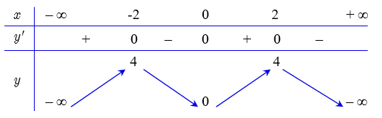 x −∞ -2 0 2 +∞
y' + 0 − 0 + 0 −
4 4
y
−∞ 0 −∞